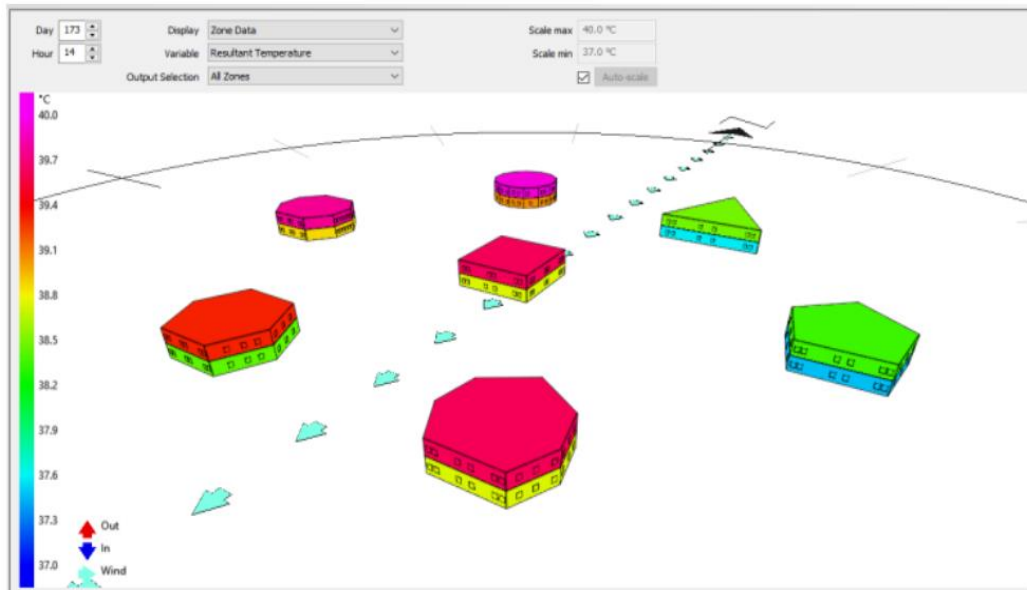 Day 173 Display Zone Data Scale max 40.0 °C
Hour 14 Variable Resultant Temperature Scale min 37.0 °C
Output Selection All Zones Auto-scale
°C
40.0
39.7
39.4
39.1
38.8
38.5
38.2
37.9
37.6
37.3
37.0
Out
In
Wind